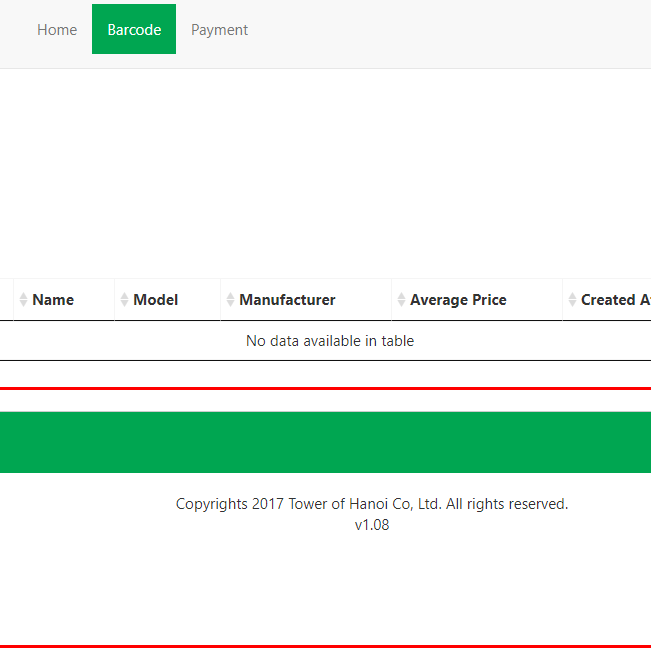 Home Barcode Payment
Name Model Manufacturer Average Price Created
No data available in table
Copyrights 2017 Tower of Hanoi Co, Ltd. All rights reserved.
v1.08